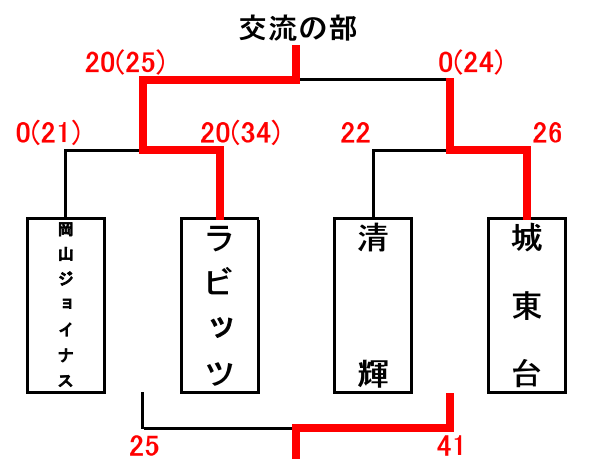 交流の部
20(25)
0(24)
0(21)
20(34)
22
26
岡山ジョイナス
ラビッツ
清輝
城東台
25
41